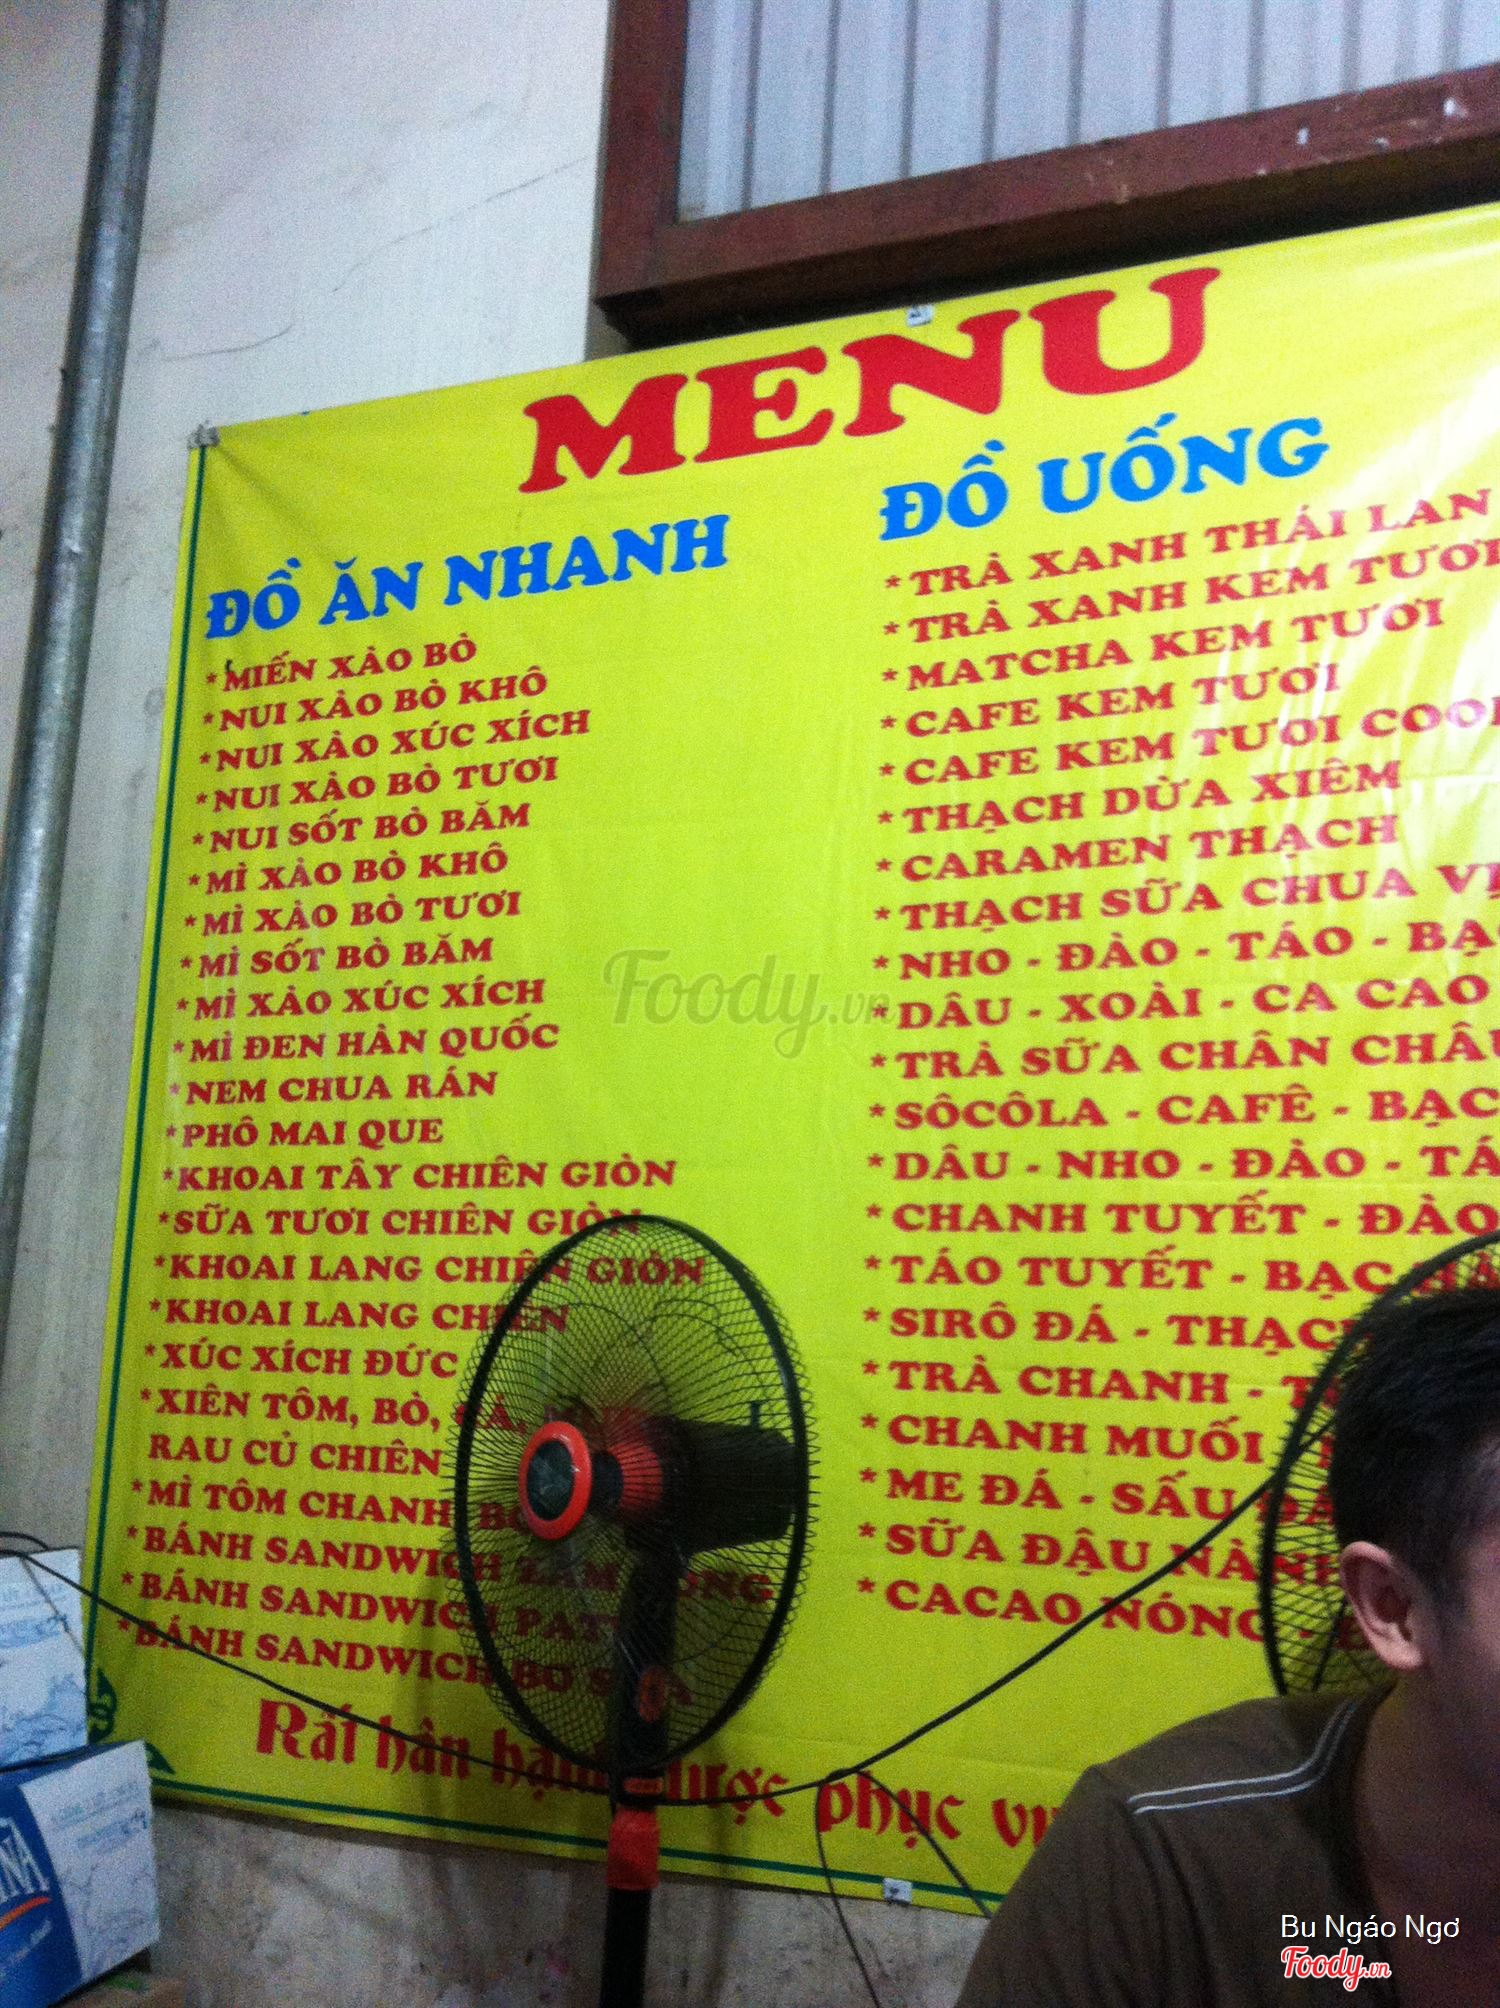 MENU
ĐỒ ĂN NHANH
*MIẾN XÀO BÒ
*NUI XÀO BÒ KHÔ
*NUI XÀO XÚC XÍCH
*NUI XÀO BÒ TƯƠI
*NUI SỐT BÒ BĂM
*MÌ XÀO BÒ KHÔ
*MÌ XÀO BÒ TƯƠI
*MÌ SỐT BÒ BĂM
*MÌ XÀO XÚC XÍCH
*MÌ ĐEN HÀN QUỐC
*NEM CHUA RÁN
*PHÔ MAI QUE
*KHOAI TÂY CHIÊN GIÒN
*SỮA TƯƠI CHIÊN GIÒN
*KHOAI LANG CHIÊN GIÒN
*KHOAI LANG CHIÊN
*XÚC XÍCH ĐỨC
*XIÊN TÔM, BÒ, CÁ,
RAU CỦ CHIÊN
*MÌ TÔM CHANH
*BÁNH SANDWICH
*BÁNH SANDWICH
*BÁNH SANDWICH
ĐỒ UỐNG
*TRÀ XANH THÁI LAN
*TRÀ XANH KEM TƯƠI
*MATCHA KEM TƯƠI
*CAFE KEM TƯƠI
*CAFE KEM TƯƠI
*THẠCH DỪA XIÊM
*CARAMEN THẠCH
*THẠCH SỮA CHUA
*NHO - ĐÀO - TÁO -
*DÂU - XOÀI - CA CAO
*TRÀ SỮA CHÂN CHÂU
*SÔCÔLA - CAFÊ - BẠC
*DÂU - NHO - ĐÀO -
*CHANH TUYẾT - ĐÀO
*TÁO TUYẾT - BẠC HÀ
*SIRÔ ĐÁ - THẠCH
*TRÀ CHANH -
*CHANH MUỐI
*ME ĐÁ - SẤU ĐÁ
*SỮA ĐẬU NÀNH
*CACAO NÓNG -
Rất hân hạnh được phục vụ
Foody.vn
Bu Ngáo Ngơ
Foody.vn